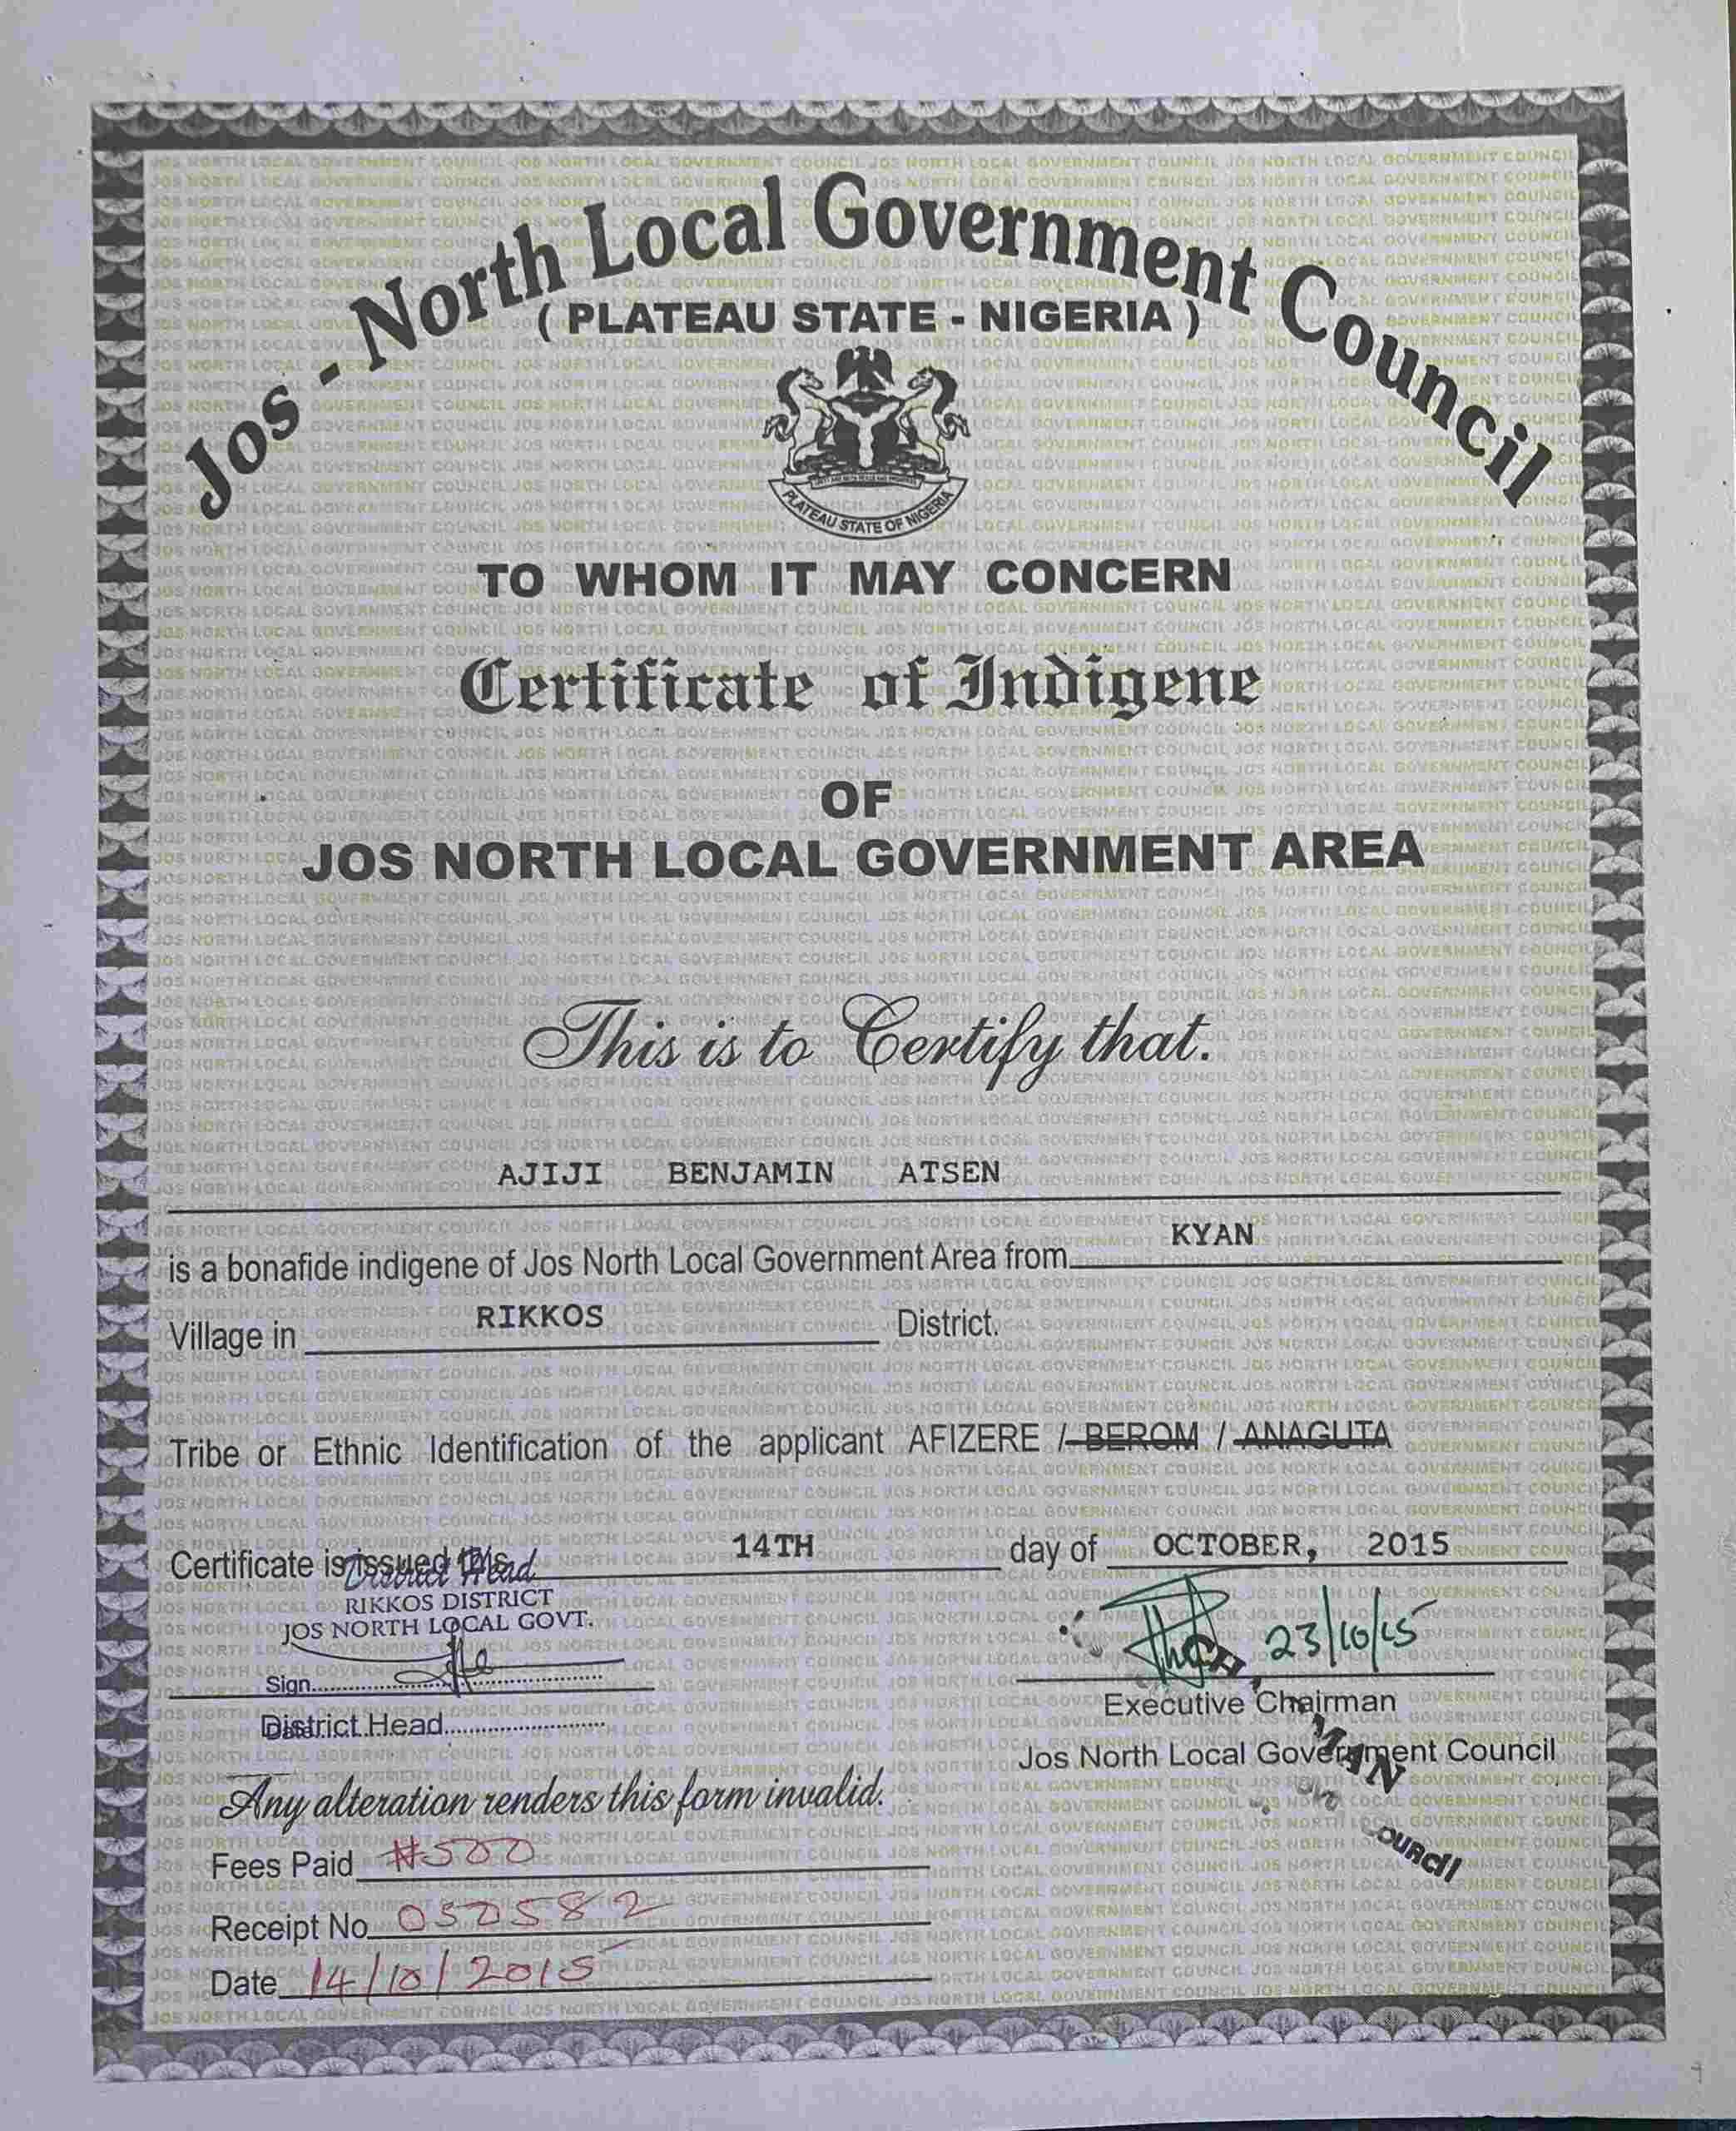 Jos - North Local Government Council
( PLATEAU STATE - NIGERIA )
PLATEAU STATE OF NIGERIA
TO WHOM IT MAY CONCERN
Certificate of Indigene
OF
JOS NORTH LOCAL GOVERNMENT AREA
This is to Certify that.
AJIJI BENJAMIN ATSEN
is a bonafide indigene of Jos North Local Government Area from KYAN
Village in RIKKOS District.
Tribe or Ethnic Identification of the applicant AFIZERE / BEROM / ANAGUTA
Certificate is issued this 14TH day of OCTOBER, 2015
District Head
RIKKOS DISTRICT
JOS NORTH LOCAL GOVT.
Sign
District Head
23/10/15
Executive Chairman
Jos North Local Government Council
CHAIRMAN
Council
Any alteration renders this form invalid.
Fees Paid ₦500
Receipt No 050582
Date 14/10/2015